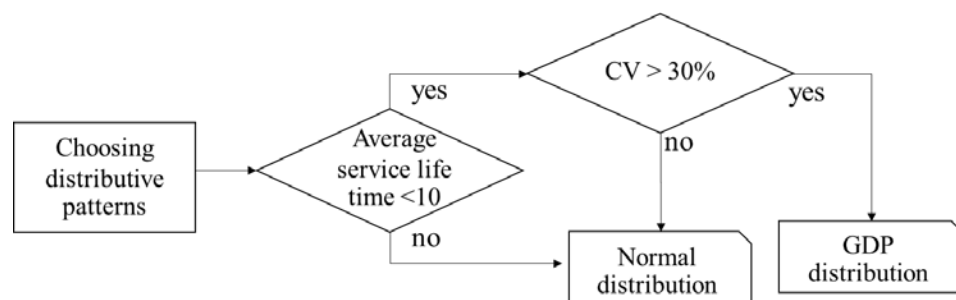 Choosing
distributive
patterns
Average
service life
time <10
yes
no
CV > 30%
yes
no
Normal
distribution
GDP
distribution